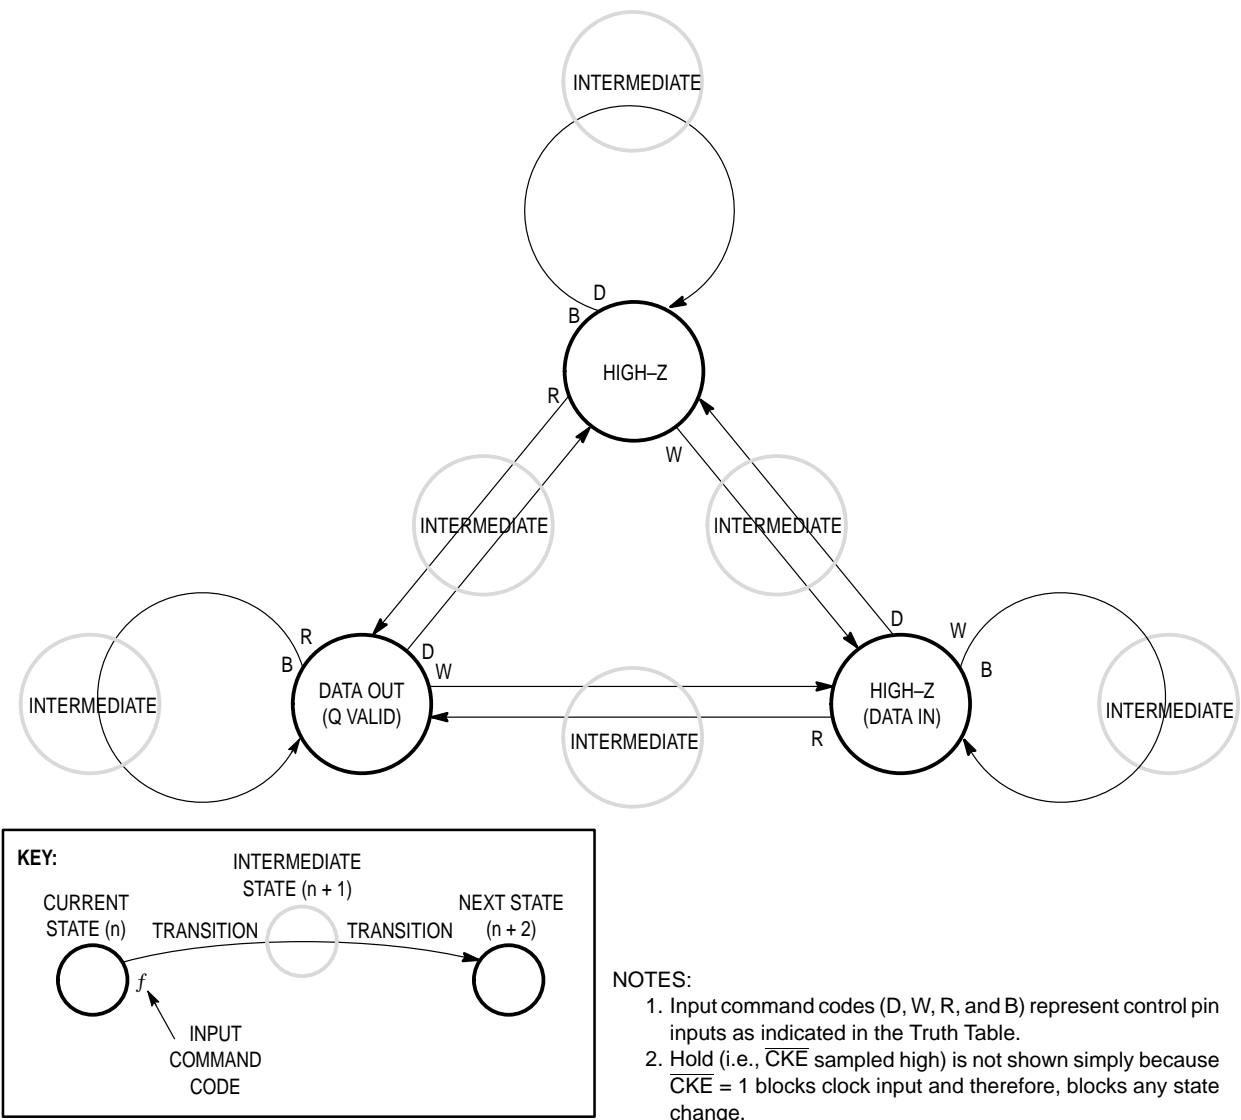 INTERMEDIATE
D
B
HIGH–Z
R
W
INTERMEDIATE
INTERMEDIATE
D
W
R
B
D
W
B
INTERMEDIATE
DATA OUT
(Q VALID)
HIGH–Z
(DATA IN)
INTERMEDIATE
R
INTERMEDIATE
KEY:
INTERMEDIATE
STATE (n + 1)
CURRENT
STATE (n)
TRANSITION
TRANSITION
NEXT STATE
(n + 2)
f
INPUT
COMMAND
CODE
NOTES:
1. Input command codes (D, W, R, and B) represent control pin
inputs as indicated in the Truth Table.
2. Hold (i.e., C̅K̅E̅ sampled high) is not shown simply because
C̅K̅E̅ = 1 blocks clock input and therefore, blocks any state
change.